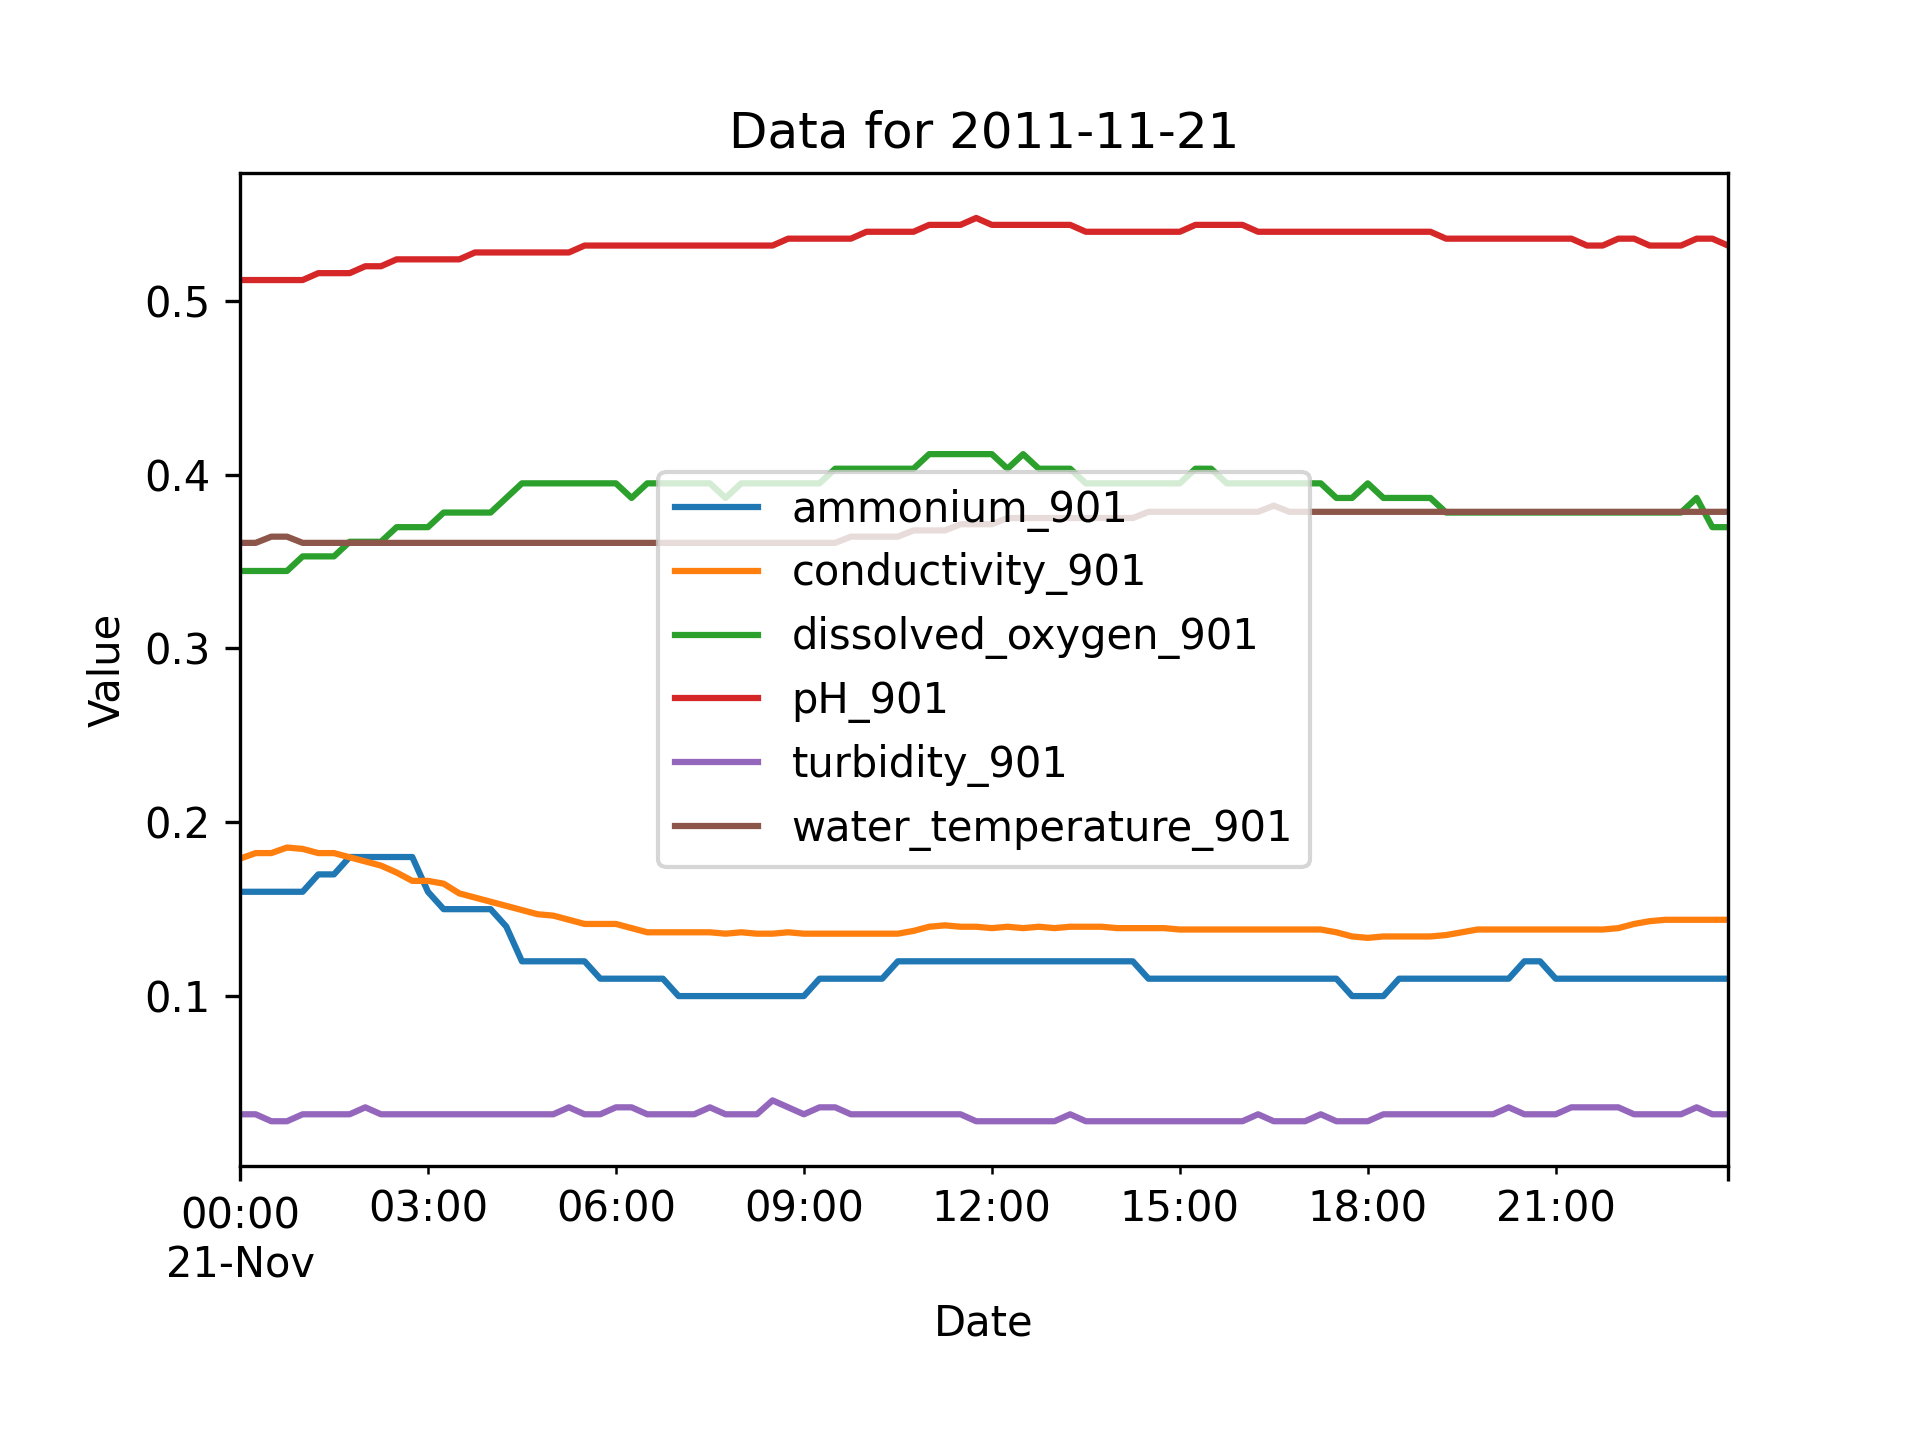 Data for 2011-11-21
Value
0.5
0.4
0.3
0.2
0.1
ammonium_901
conductivity_901
dissolved_oxygen_901
pH_901
turbidity_901
water_temperature_901
00:00 03:00 06:00 09:00 12:00 15:00 18:00 21:00
21-Nov
Date